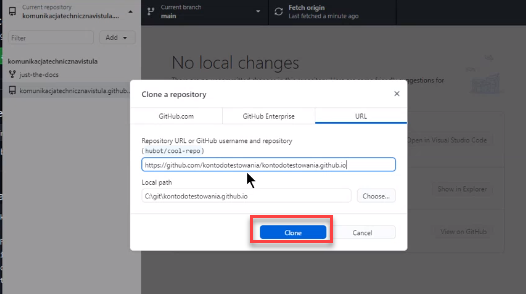 Current repository
komunikacjatechnicznavistula....
Current branch
main
Fetch origin
Last fetched a minute ago
Filter
Add
komunikacjatechnicznavistula
just-the-docs
komunikacjatechnicznavistula.github...
No local changes
Clone a repository
GitHub.com
GitHub Enterprise
URL
Repository URL or GitHub username and repository
(hubot/cool-repo)
https://github.com/kontodotestowania/kontodotestowania.github.io
Local path
C:\git\kontodotestowania.github.io
Choose...
Clone
Cancel
Open in Visual Studio Code
Show in Explorer
View on GitHub